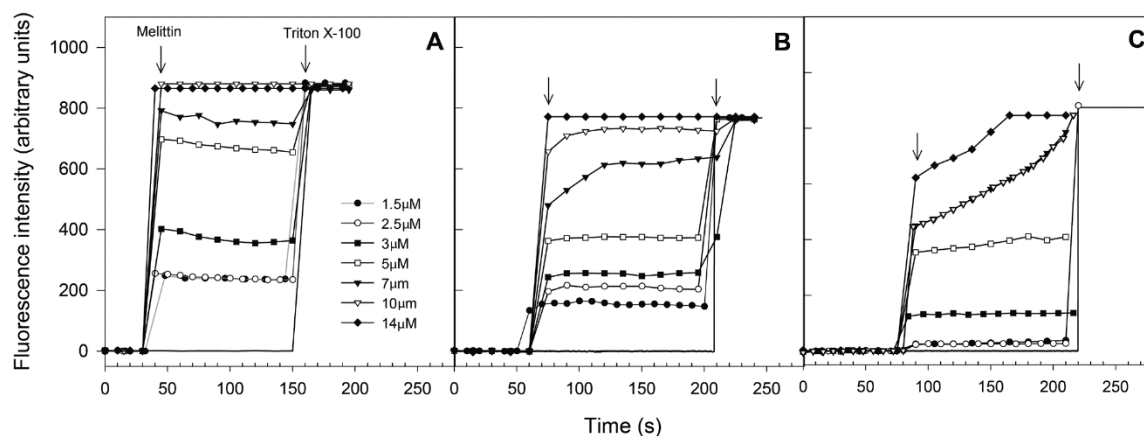 Melittin
Triton X-100
A
B
C
Fluorescence intensity (arbitrary units)
1000
800
600
400
200
0
1.5µM
2.5µM
3µM
5µM
7µm
10µm
14µM
0 50 100 150 200 250
0 50 100 150 200 250
0 50 100 150 200 250
Time (s)